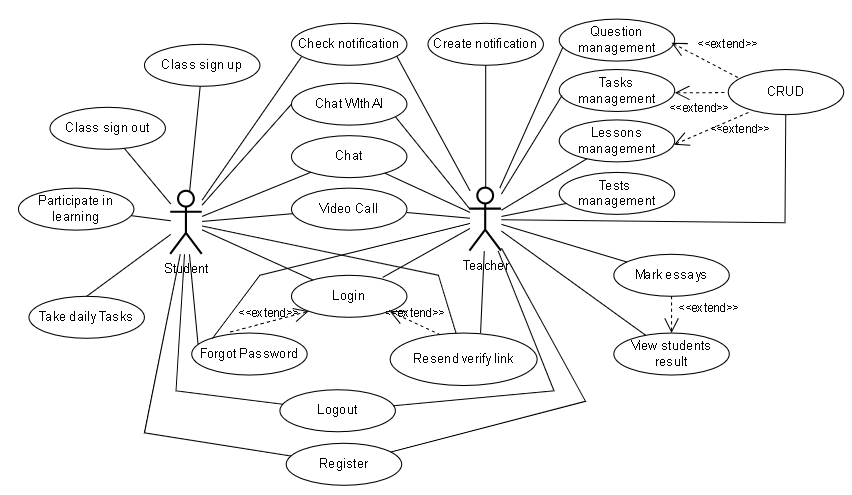 Check notification
Create notification
Question
management
<<extend>>
Class sign up
Tasks
management
CRUD
Chat WIth AI
<<extend>>
Class sign out
<<extend>>
Lessons
management
Chat
Tests
management
Participate in
learning
Video Call
Student
Teacher
Mark essays
Login
<<extend>>
<<extend>>
<<extend>>
Take daily Tasks
View students
result
Forgot Password
Resend verify link
Logout
Register